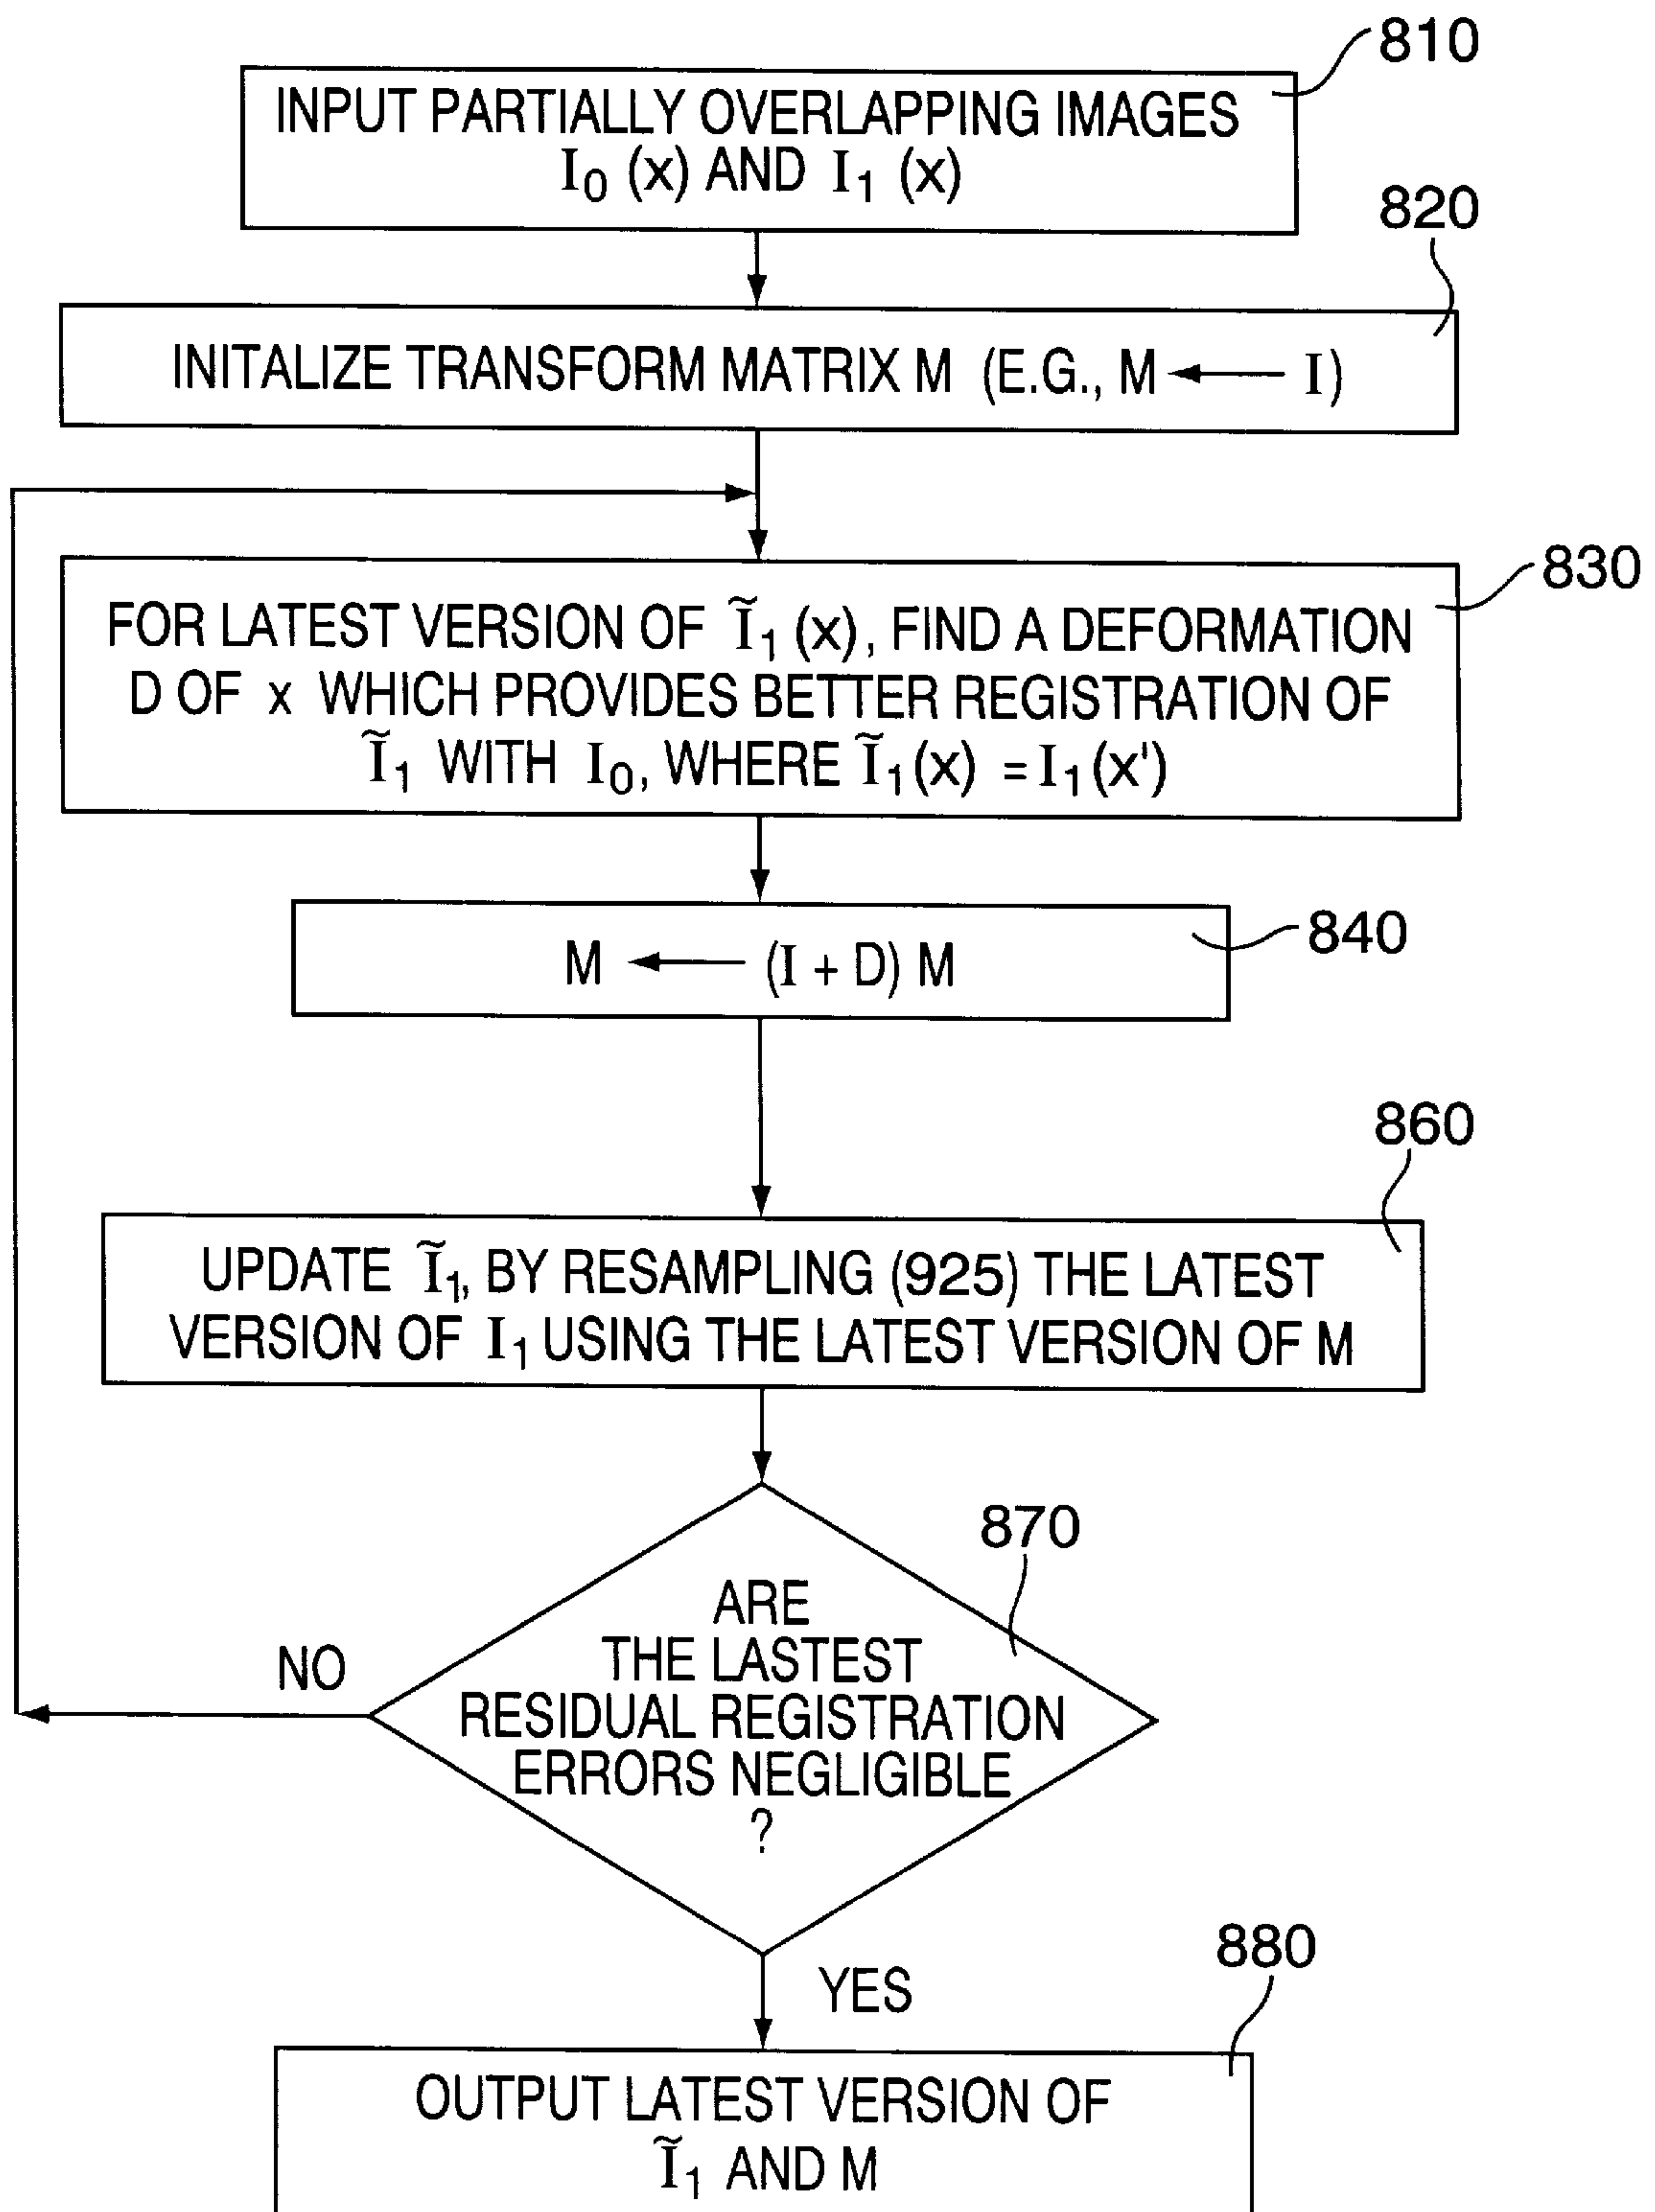 810
INPUT PARTIALLY OVERLAPPING IMAGES
I₀ (x) AND I₁ (x)
820
INITALIZE TRANSFORM MATRIX M (E.G., M ← I)
830
FOR LATEST VERSION OF Ĩ₁ (x), FIND A DEFORMATION
D OF x WHICH PROVIDES BETTER REGISTRATION OF
Ĩ₁ WITH I₀, WHERE Ĩ₁(x) = I₁(x')
840
M ← (I + D) M
860
UPDATE Ĩ₁, BY RESAMPLING (925) THE LATEST
VERSION OF I₁ USING THE LATEST VERSION OF M
870
ARE
THE LASTEST
RESIDUAL REGISTRATION
ERRORS NEGLIGIBLE
?
NO
YES
880
OUTPUT LATEST VERSION OF
Ĩ₁ AND M